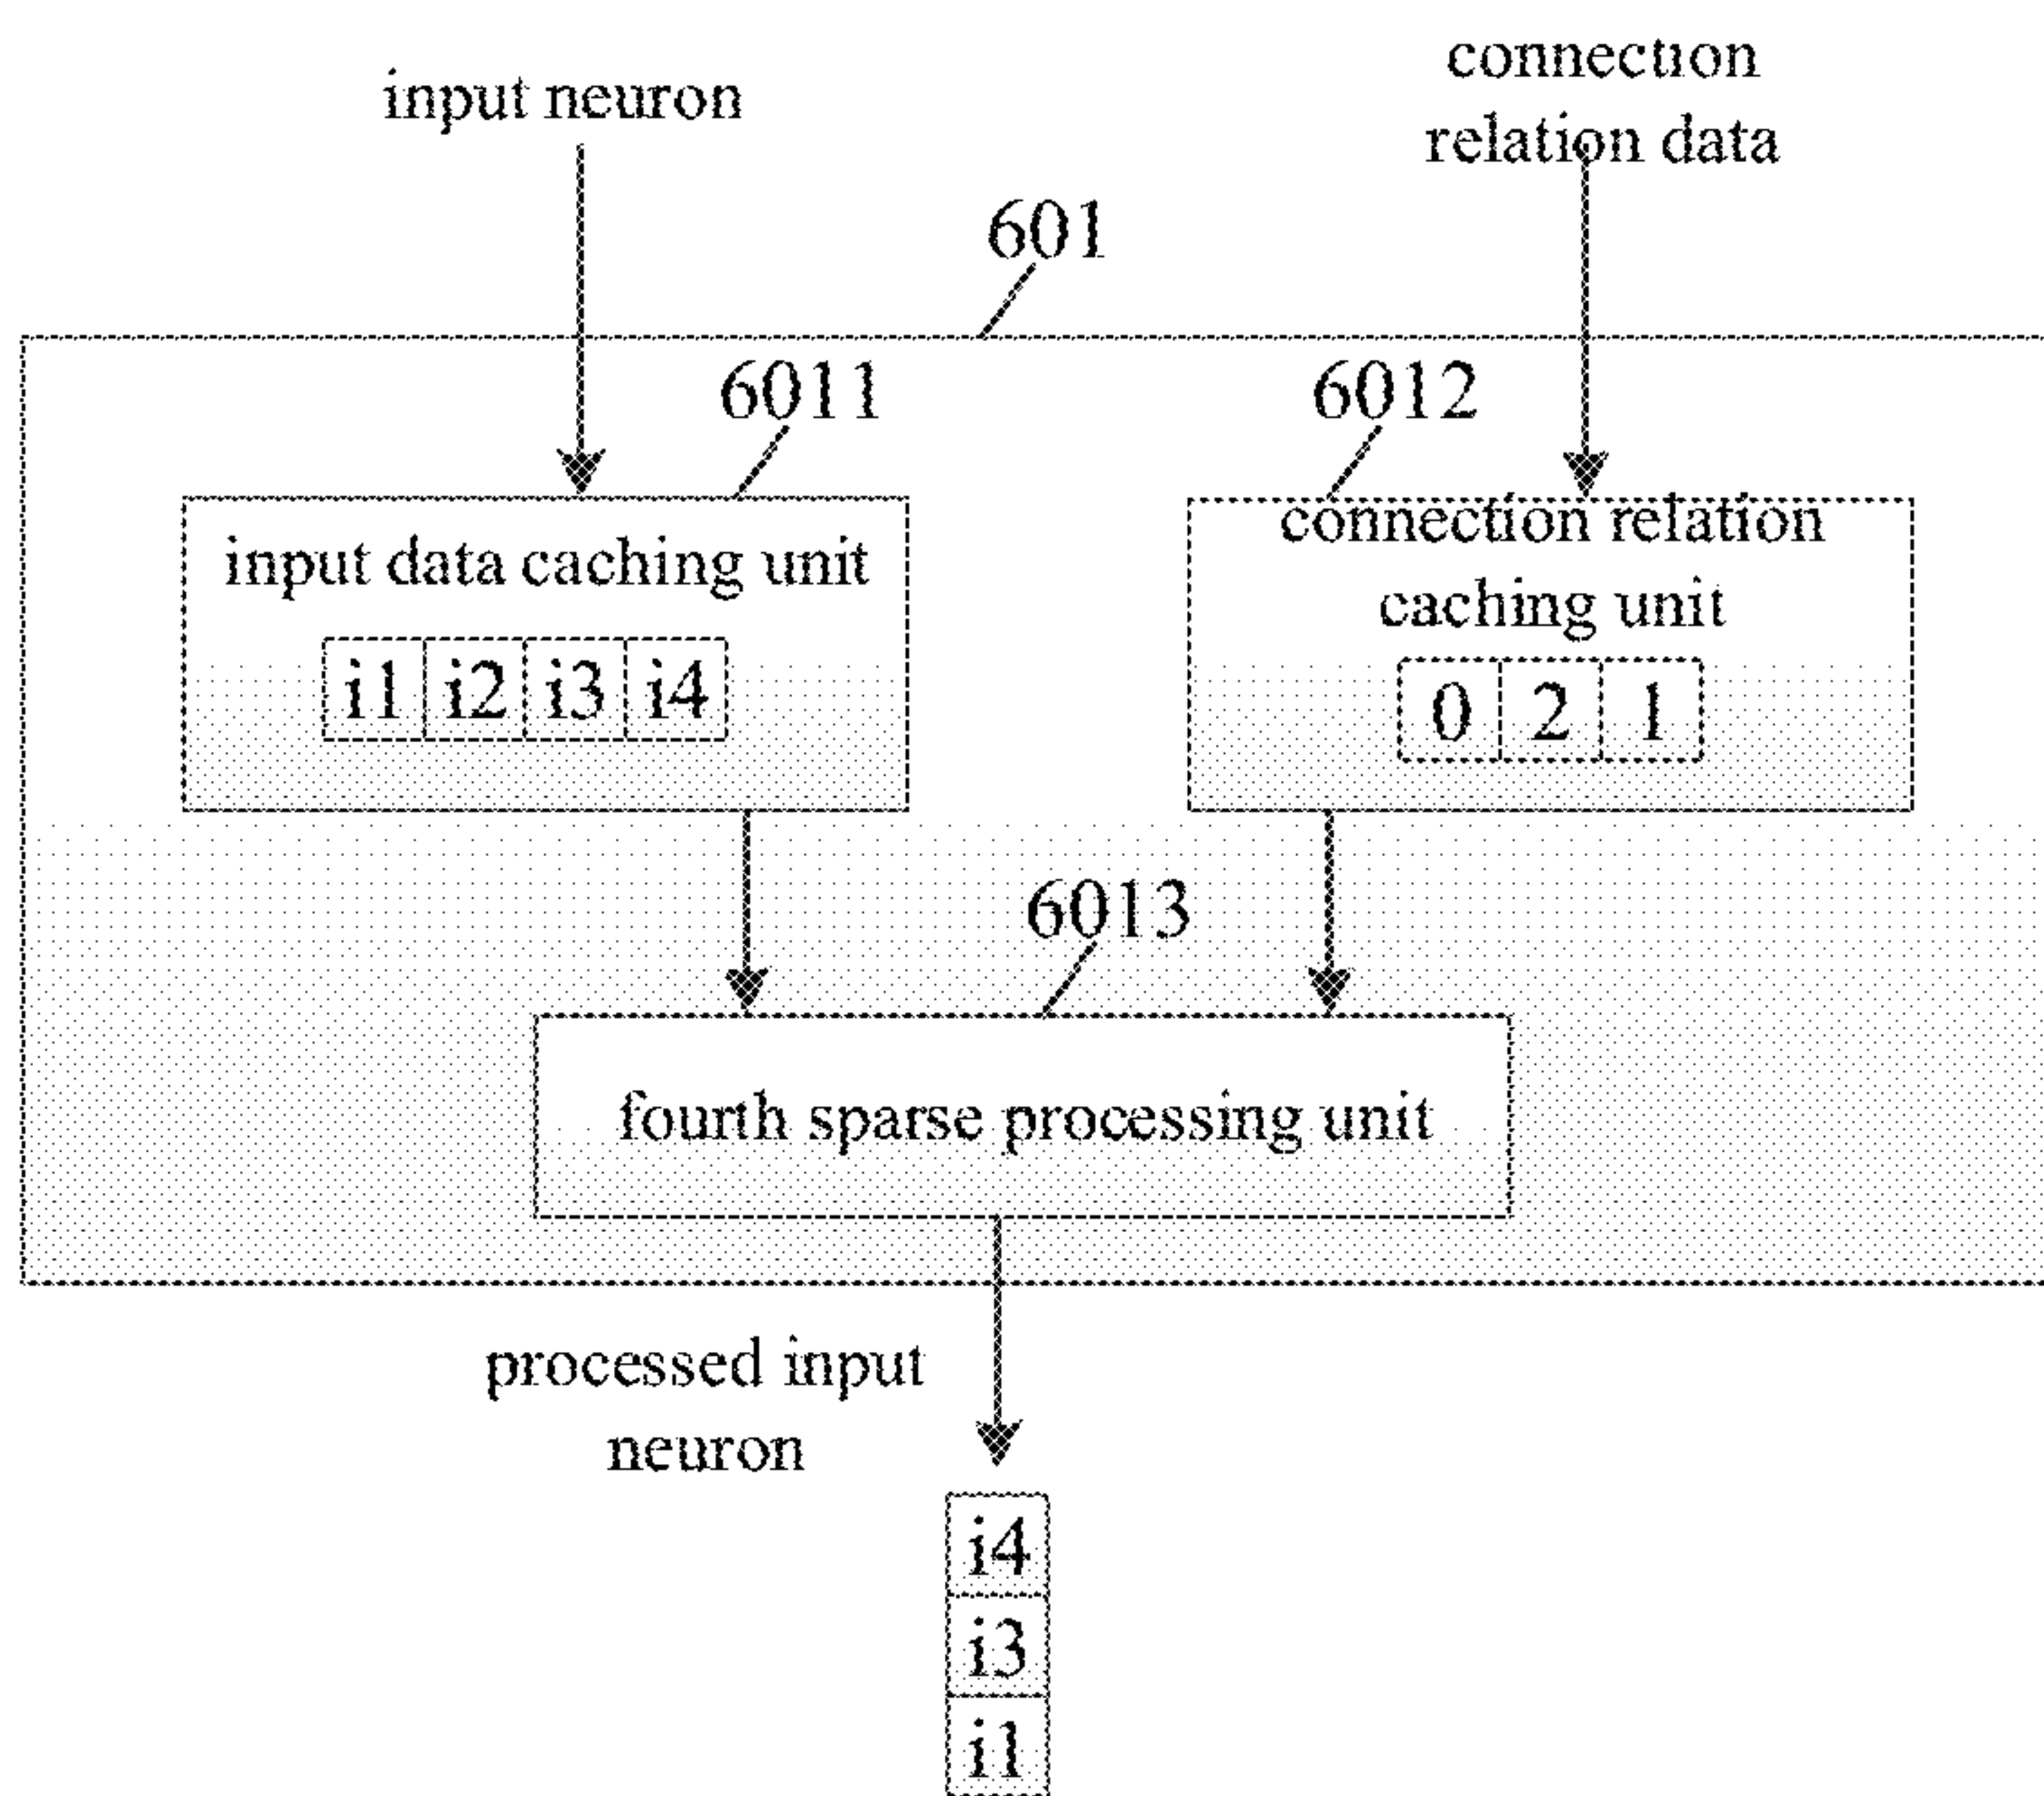 connection
input neuron
relation data
601
6011
6012
connection relation
input data caching unit
caching unit
i1 i2 i3 i4
0 2 1
6013
fourth sparse processing unit
processed input
neuron
i4
i3
i1